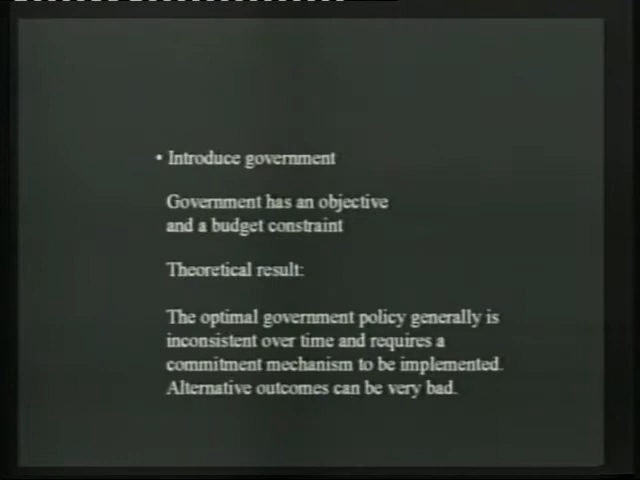 • Introduce government
Government has an objective
and a budget constraint
Theoretical result:
The optimal government policy generally is
inconsistent over time and requires a
commitment mechanism to be implemented.
Alternative outcomes can be very bad.